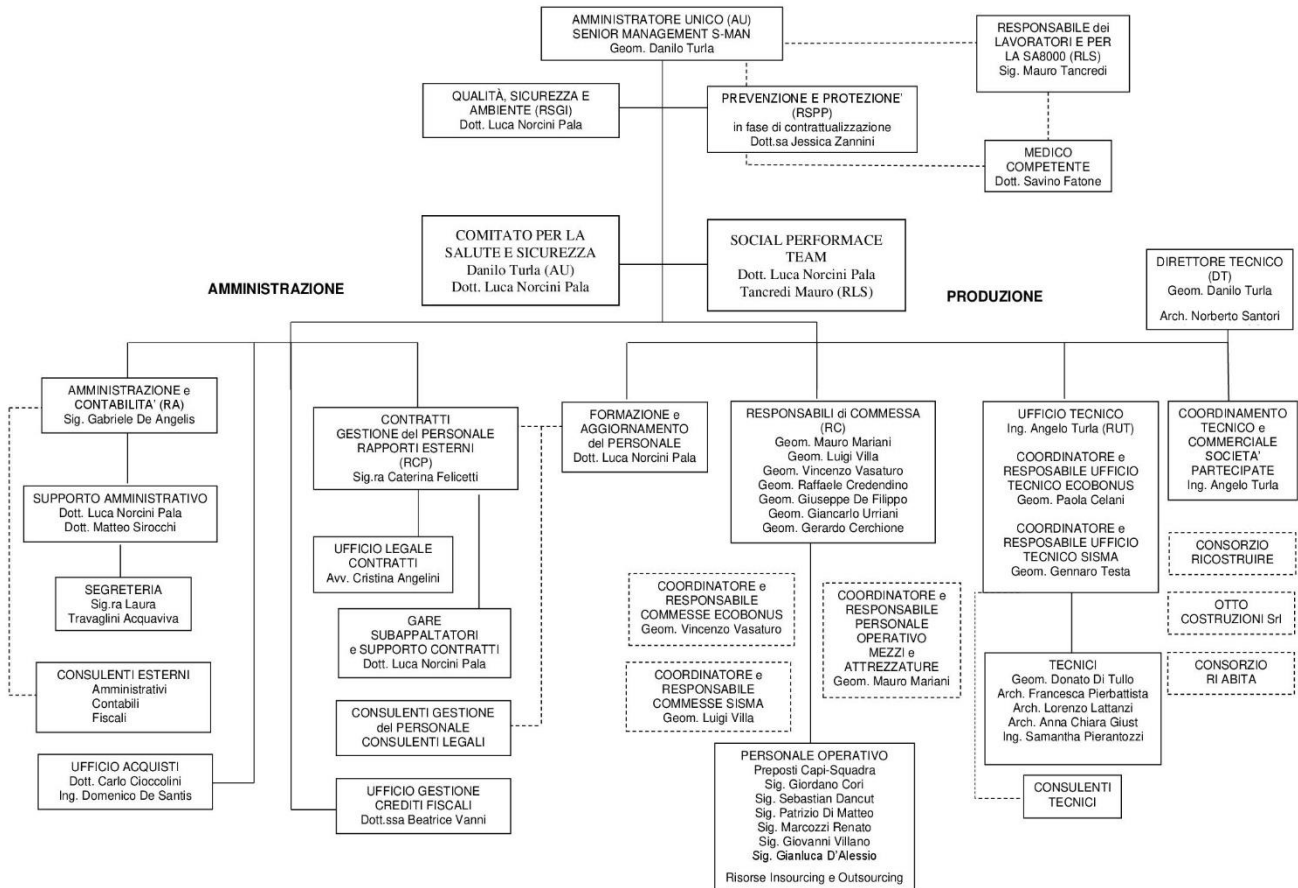 AMMINISTRATORE UNICO (AU)
SENIOR MANAGEMENT S-MAN
Geom. Danilo Turla
RESPONSABILE dei
LAVORATORI E PER
LA SA8000 (RLS)
Sig. Mauro Tancredi
QUALITÀ, SICUREZZA E
AMBIENTE (RSGI)
Dott. Luca Norcini Pala
PREVENZIONE E PROTEZIONE'
(RSPP)
in fase di contrattualizzazione
Dott.sa Jessica Zannini
MEDICO
COMPETENTE
Dott. Savino Fatone
COMITATO PER LA
SALUTE E SICUREZZA
Danilo Turla (AU)
Dott. Luca Norcini Pala
SOCIAL PERFORMACE
TEAM
Dott. Luca Norcini Pala
Tancredi Mauro (RLS)
DIRETTORE TECNICO
(DT)
Geom. Danilo Turla
Arch. Norberto Santori
AMMINISTRAZIONE
PRODUZIONE
AMMINISTRAZIONE e
CONTABILITA' (RA)
Sig. Gabriele De Angelis
CONTRATTI
GESTIONE del PERSONALE
RAPPORTI ESTERNI
(RCP)
Sig.ra Caterina Felicetti
FORMAZIONE e
AGGIORNAMENTO
del PERSONALE
Dott. Luca Norcini Pala
RESPONSABILI di COMMESSA
(RC)
Geom. Mauro Mariani
Geom. Luigi Villa
Geom. Vincenzo Vasaturo
Geom. Raffaele Credendino
Geom. Giuseppe De Filippo
Geom. Giancarlo Urriani
Geom. Gerardo Cerchione
UFFICIO TECNICO
Ing. Angelo Turla (RUT)
COORDINATORE e
RESPOSABILE UFFICIO
TECNICO ECOBONUS
Geom. Paola Celani
COORDINATORE e
RESPOSABILE UFFICIO
TECNICO SISMA
Geom. Gennaro Testa
COORDINAMENTO
TECNICO e
COMMERCIALE
SOCIETA'
PARTECIPATE
Ing. Angelo Turla
SUPPORTO AMMINISTRATIVO
Dott. Luca Norcini Pala
Dott. Matteo Sirocchi
UFFICIO LEGALE
CONTRATTI
Avv. Cristina Angelini
SEGRETERIA
Sig.ra Laura
Travaglini Acquaviva
GARE
SUBAPPALTATORI
e SUPPORTO CONTRATTI
Dott. Luca Norcini Pala
COORDINATORE e
RESPONSABILE
COMMESSE ECOBONUS
Geom. Vincenzo Vasaturo
COORDINATORE e
RESPONSABILE
PERSONALE
OPERATIVO
MEZZI e
ATTREZZATURE
Geom. Mauro Mariani
CONSORZIO
RICOSTRUIRE
OTTO
COSTRUZIONI Srl
CONSORZIO
RI ABITA
CONSULENTI ESTERNI
Amministrativi
Contabili
Fiscali
CONSULENTI GESTIONE
del PERSONALE
CONSULENTI LEGALI
COORDINATORE e
RESPONSABILE
COMMESSE SISMA
Geom. Luigi Villa
TECNICI
Geom. Donato Di Tullo
Arch. Francesca Pierbattista
Arch. Lorenzo Lattanzi
Arch. Anna Chiara Giust
Ing. Samantha Pierantozzi
UFFICIO ACQUISTI
Dott. Carlo Cioccolini
Ing. Domenico De Santis
UFFICIO GESTIONE
CREDITI FISCALI
Dott.ssa Beatrice Vanni
PERSONALE OPERATIVO
Preposti Capi-Squadra
Sig. Giordano Cori
Sig. Sebastian Dancut
Sig. Patrizio Di Matteo
Sig. Marcozzi Renato
Sig. Giovanni Villano
Sig. Gianluca D'Alessio
Risorse Insourcing e Outsourcing
CONSULENTI
TECNICI